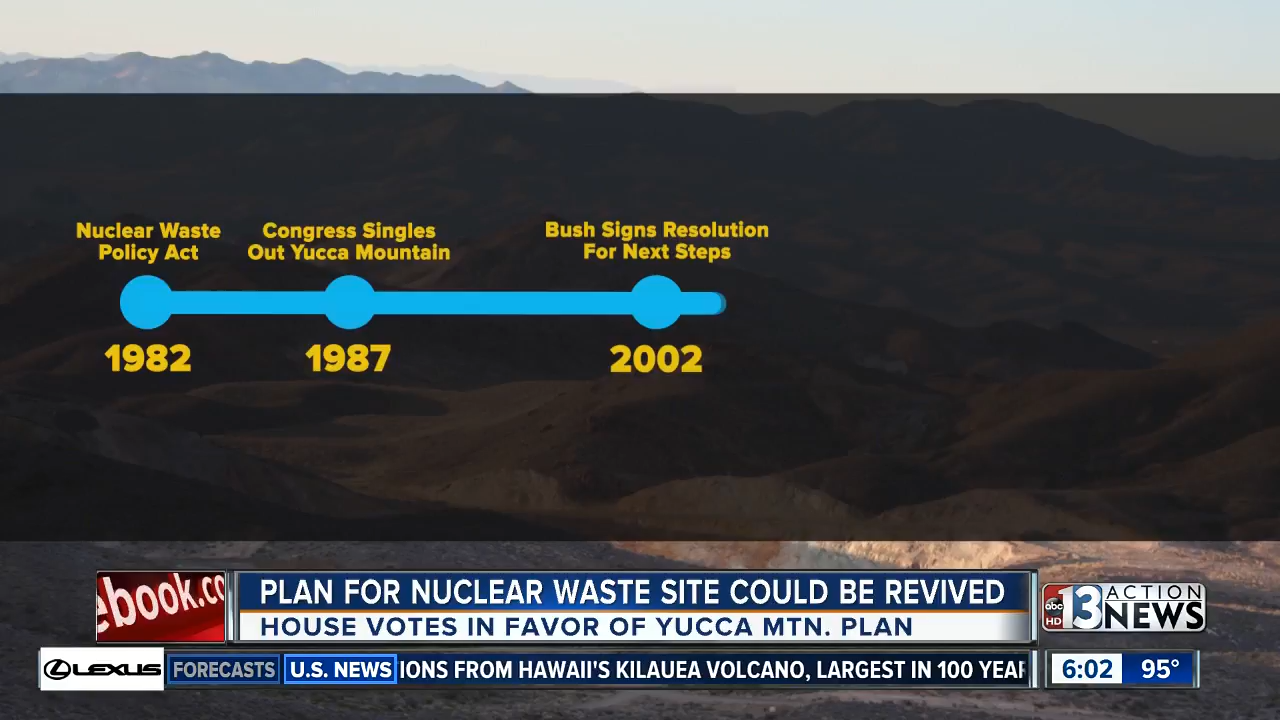 Nuclear Waste
Policy Act
Congress Singles
Out Yucca Mountain
Bush Signs Resolution
For Next Steps
1982
1987
2002
ebook.co
PLAN FOR NUCLEAR WASTE SITE COULD BE REVIVED
HOUSE VOTES IN FAVOR OF YUCCA MTN. PLAN
abc
HD
13
ACTION
NEWS
LEXUS
FORECASTS
U.S. NEWS
IONS FROM HAWAII'S KILAUEA VOLCANO, LARGEST IN 100 YEAR
6:02
95°